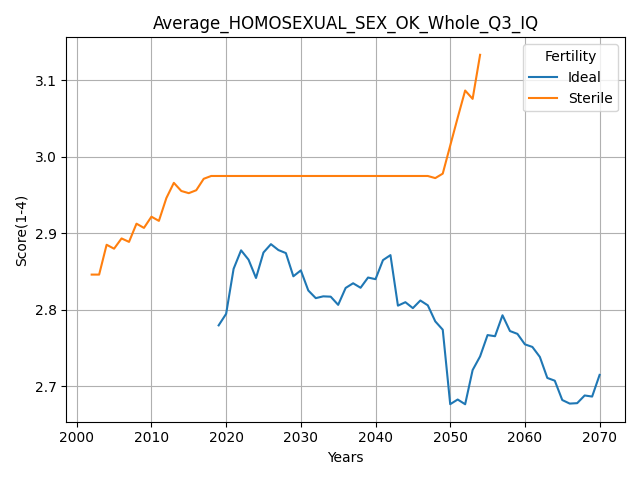 Average_HOMOSEXUAL_SEX_OK_Whole_Q3_IQ
Fertility
Ideal
Sterile
Score(1-4)
3.1
3.0
2.9
2.8
2.7
2000 2010 2020 2030 2040 2050 2060 2070
Years